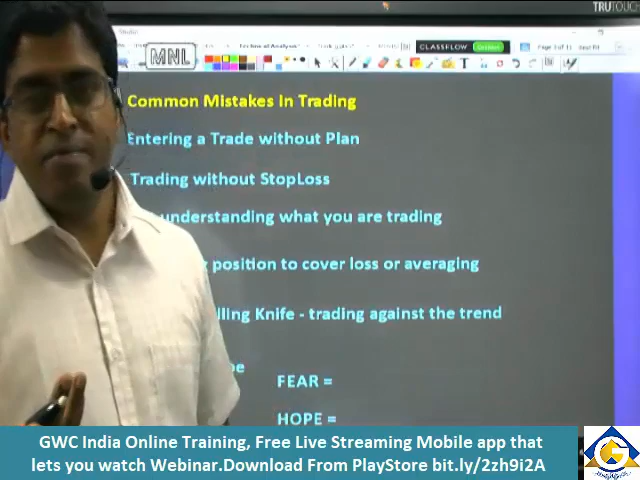 TRUTOUCH
MNL
CLASSFLOW
Common Mistakes in Trading
Entering a Trade without Plan
Trading without StopLoss
understanding what you are trading
position to cover loss or averaging
Knife - trading against the trend
FEAR =
HOPE =
GWC India Online Training, Free Live Streaming Mobile app that
lets you watch Webinar.Download From PlayStore bit.ly/2zh9i2A